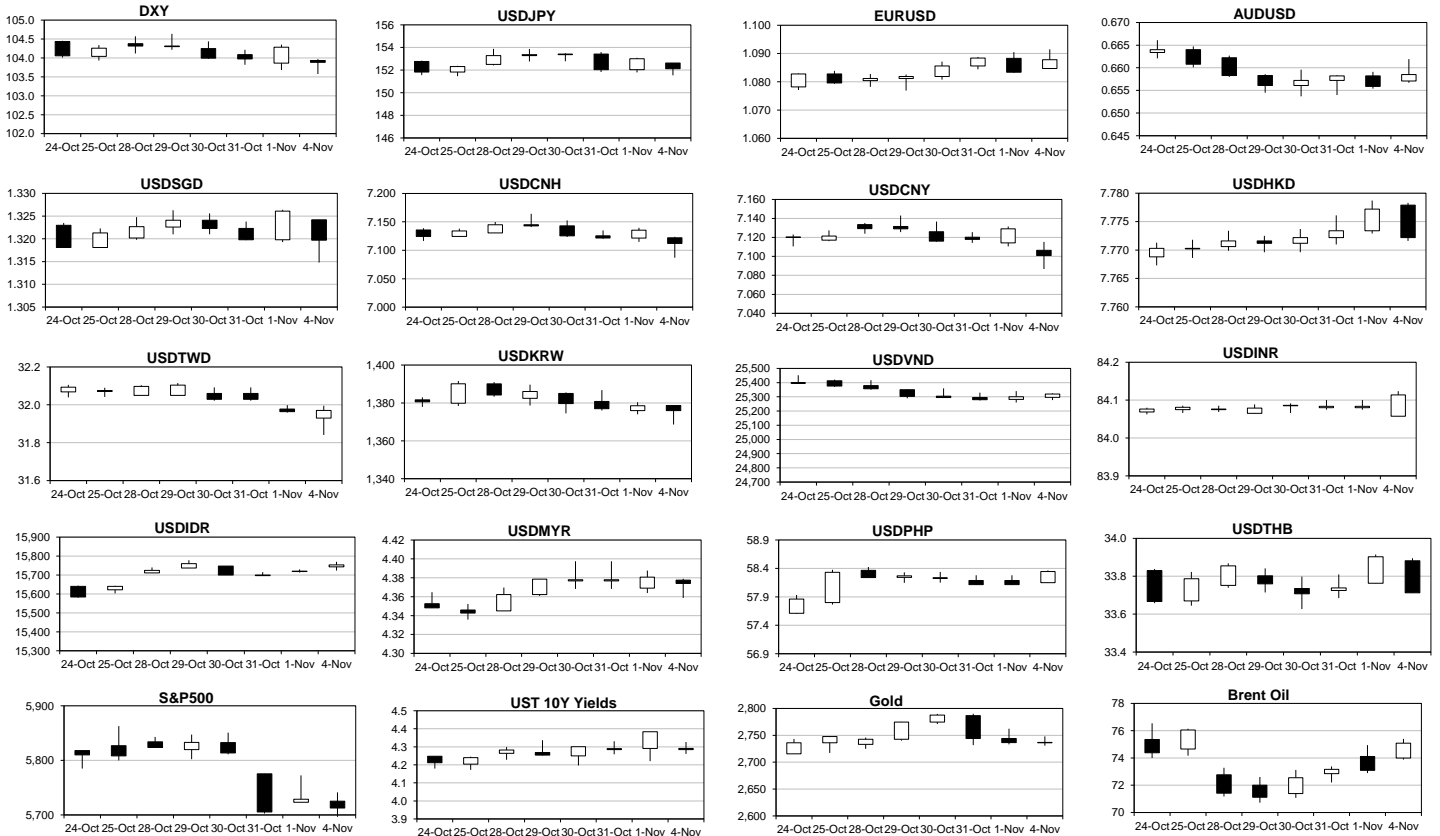 DXY
105.0
104.5
104.0
103.5
103.0
102.5
102.0
24-Oct 25-Oct 28-Oct 29-Oct 30-Oct 31-Oct 1-Nov 4-Nov
USDJPY
156
154
152
150
148
146
24-Oct 25-Oct 28-Oct 29-Oct 30-Oct 31-Oct 1-Nov 4-Nov
EURUSD
1.100
1.090
1.080
1.070
1.060
24-Oct 25-Oct 28-Oct 29-Oct 30-Oct 31-Oct 1-Nov 4-Nov
AUDUSD
0.670
0.665
0.660
0.655
0.650
0.645
24-Oct 25-Oct 28-Oct 29-Oct 30-Oct 31-Oct 1-Nov 4-Nov
USDSGD
1.330
1.325
1.320
1.315
1.310
1.305
24-Oct 25-Oct 28-Oct 29-Oct 30-Oct 31-Oct 1-Nov 4-Nov
USDCNH
7.200
7.150
7.100
7.050
7.000
24-Oct 25-Oct 28-Oct 29-Oct 30-Oct 31-Oct 1-Nov 4-Nov
USDCNY
7.160
7.140
7.120
7.100
7.080
7.060
7.040
24-Oct 25-Oct 28-Oct 29-Oct 30-Oct 31-Oct 1-Nov 4-Nov
USDHKD
7.780
7.775
7.770
7.765
7.760
24-Oct 25-Oct 28-Oct 29-Oct 30-Oct 31-Oct 1-Nov 4-Nov
USDTWD
32.2
32.0
31.8
31.6
24-Oct 25-Oct 28-Oct 29-Oct 30-Oct 31-Oct 1-Nov 4-Nov
USDKRW
1,400
1,380
1,360
1,340
24-Oct 25-Oct 28-Oct 29-Oct 30-Oct 31-Oct 1-Nov 4-Nov
USDVND
25,500
25,400
25,300
25,200
25,100
25,000
24,900
24,800
24,700
24-Oct 25-Oct 28-Oct 29-Oct 30-Oct 31-Oct 1-Nov 4-Nov
USDINR
84.2
84.1
84.0
83.9
24-Oct 25-Oct 28-Oct 29-Oct 30-Oct 31-Oct 1-Nov 4-Nov
USDIDR
15,900
15,800
15,700
15,600
15,500
15,400
15,300
24-Oct 25-Oct 28-Oct 29-Oct 30-Oct 31-Oct 1-Nov 4-Nov
USDMYR
4.42
4.40
4.38
4.36
4.34
4.32
4.30
24-Oct 25-Oct 28-Oct 29-Oct 30-Oct 31-Oct 1-Nov 4-Nov
USDPHP
58.9
58.4
57.9
57.4
56.9
24-Oct 25-Oct 28-Oct 29-Oct 30-Oct 31-Oct 1-Nov 4-Nov
USDTHB
34.0
33.8
33.6
33.4
24-Oct 25-Oct 28-Oct 29-Oct 30-Oct 31-Oct 1-Nov 4-Nov
S&P500
5,900
5,800
5,700
24-Oct 25-Oct 28-Oct 29-Oct 30-Oct 31-Oct 1-Nov 4-Nov
UST 10Y Yields
4.5
4.4
4.3
4.2
4.1
4.0
3.9
24-Oct 25-Oct 28-Oct 29-Oct 30-Oct 31-Oct 1-Nov 4-Nov
Gold
2,800
2,750
2,700
2,650
2,600
24-Oct 25-Oct 28-Oct 29-Oct 30-Oct 31-Oct 1-Nov 4-Nov
Brent Oil
78
76
74
72
70
24-Oct 25-Oct 28-Oct 29-Oct 30-Oct 31-Oct 1-Nov 4-Nov